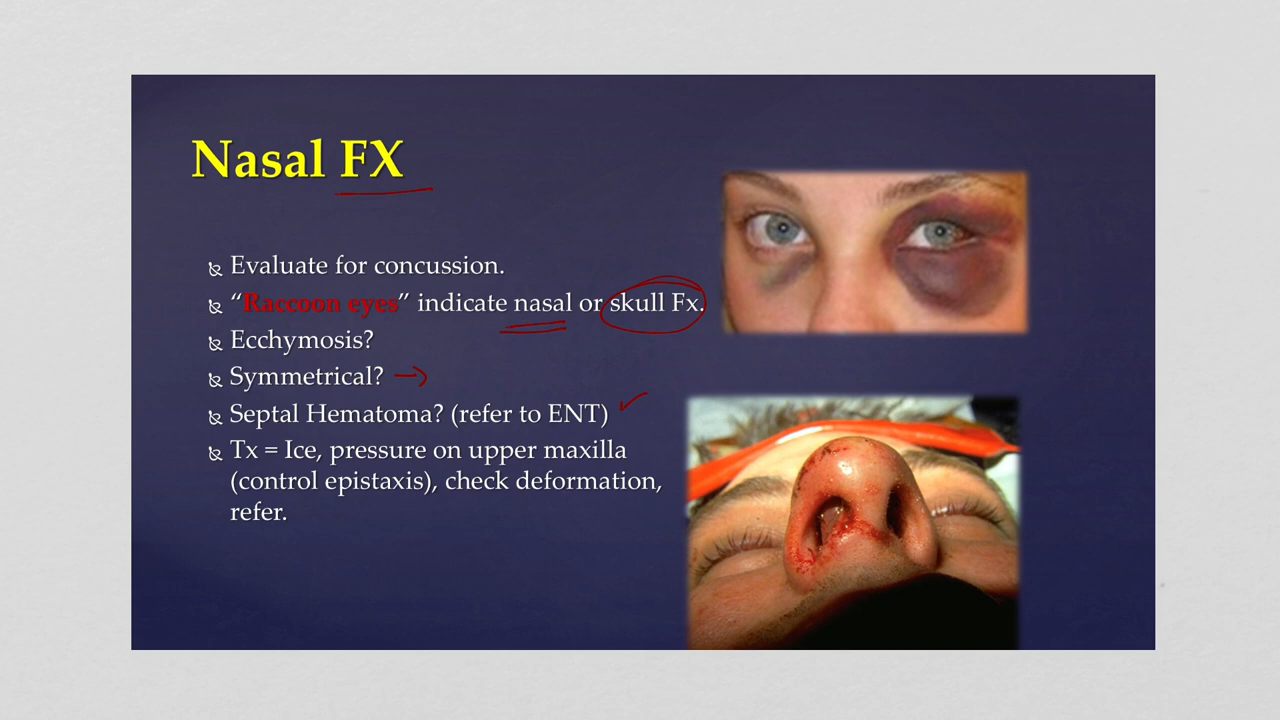 Nasal FX
Evaluate for concussion.
“Raccoon eyes” indicate nasal or skull Fx.
Ecchymosis?
Symmetrical?
Septal Hematoma? (refer to ENT)
Tx = Ice, pressure on upper maxilla
(control epistaxis), check deformation,
refer.